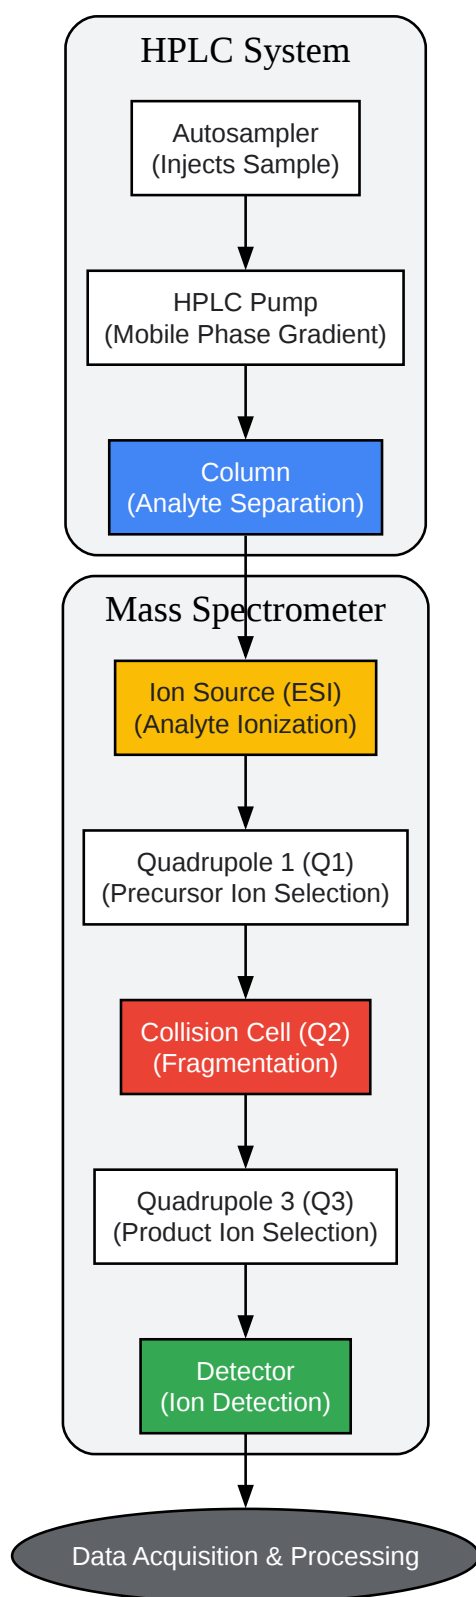 HPLC System
Autosampler
(Injects Sample)
HPLC Pump
(Mobile Phase Gradient)
Column
(Analyte Separation)
Mass Spectrometer
Ion Source (ESI)
(Analyte Ionization)
Quadrupole 1 (Q1)
(Precursor Ion Selection)
Collision Cell (Q2)
(Fragmentation)
Quadrupole 3 (Q3)
(Product Ion Selection)
Detector
(Ion Detection)
Data Acquisition & Processing